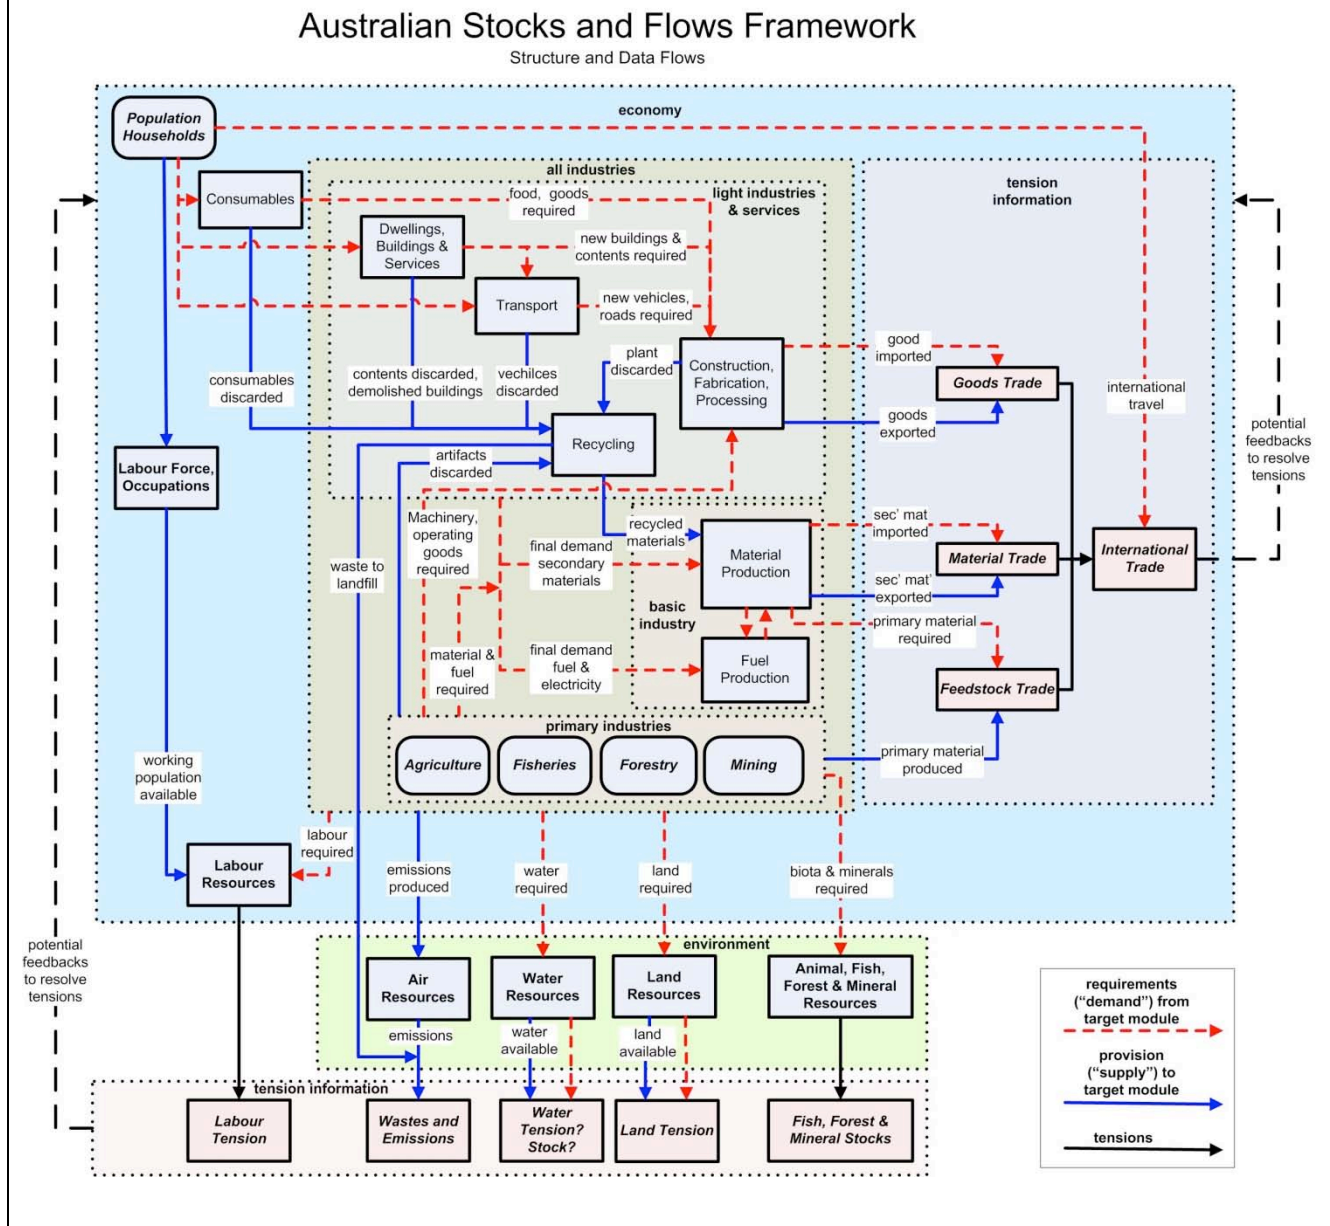 Australian Stocks and Flows Framework
Structure and Data Flows
economy
Population
Households
all industries
Consumables
food, goods
required
light industries
& services
tension
information
Dwellings,
Buildings &
Services
new buildings &
contents required
Transport
new vehicles,
roads required
plant
discarded
Construction,
Fabrication,
Processing
good
imported
Goods Trade
goods
exported
international
travel
consumables
discarded
contents discarded,
demolished buildings
vechilces
discarded
Recycling
artifacts
discarded
potential
feedbacks
to resolve
tensions
Labour Force,
Occupations
Machinery,
operating
goods
required
recycled
materials
Material
Production
sec' mat
imported
Material Trade
International
Trade
sec' mat'
exported
waste to
landfill
final demand
secondary
materials
basic
industry
primary material
required
material &
fuel
required
final demand
fuel &
electricity
Fuel
Production
Feedstock Trade
primary industries
Agriculture
Fisheries
Forestry
Mining
primary material
produced
working
population
available
labour
required
Labour
Resources
emissions
produced
water
required
land
required
biota & minerals
required
potential
feedbacks
to resolve
tensions
environment
Air
Resources
Water
Resources
Land
Resources
Animal, Fish,
Forest & Mineral
Resources
emissions
water
available
land
available
tension information
Labour
Tension
Wastes and
Emissions
Water
Tension?
Stock?
Land Tension
Fish, Forest &
Mineral Stocks
requirements
("demand") from
target module
provision
("supply") to
target module
tensions